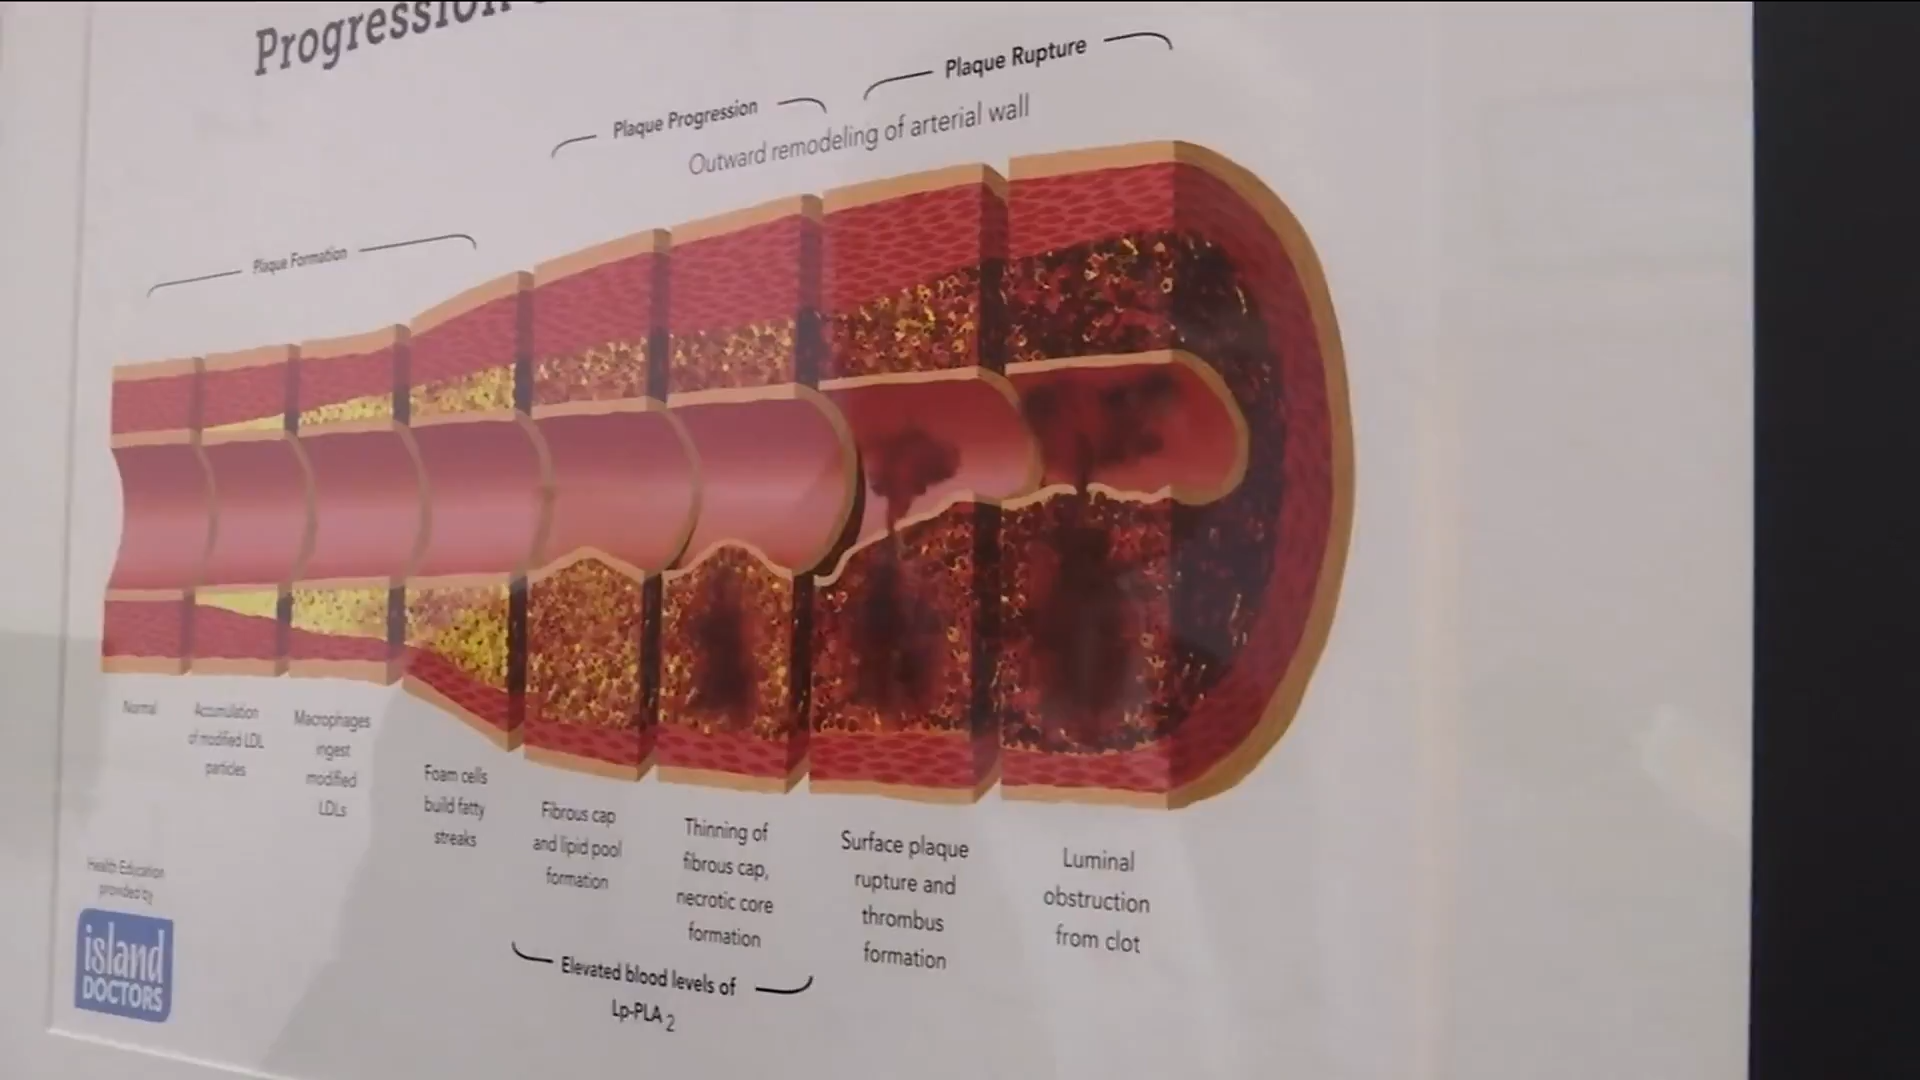 Progression
Plaque Rupture
Plaque Progression
Outward remodeling of arterial wall
Plaque Formation
Normal
Accumulation
of modified LDL
particles
Macrophages
ingest
modified
LDLs
Foam cells
build fatty
streaks
Fibrous cap
and lipid pool
formation
Thinning of
fibrous cap,
necrotic core
formation
Surface plaque
rupture and
thrombus
formation
Luminal
obstruction
from clot
Elevated blood levels of
Lp-PLA 2
Health Education
provided by
island
DOCTORS